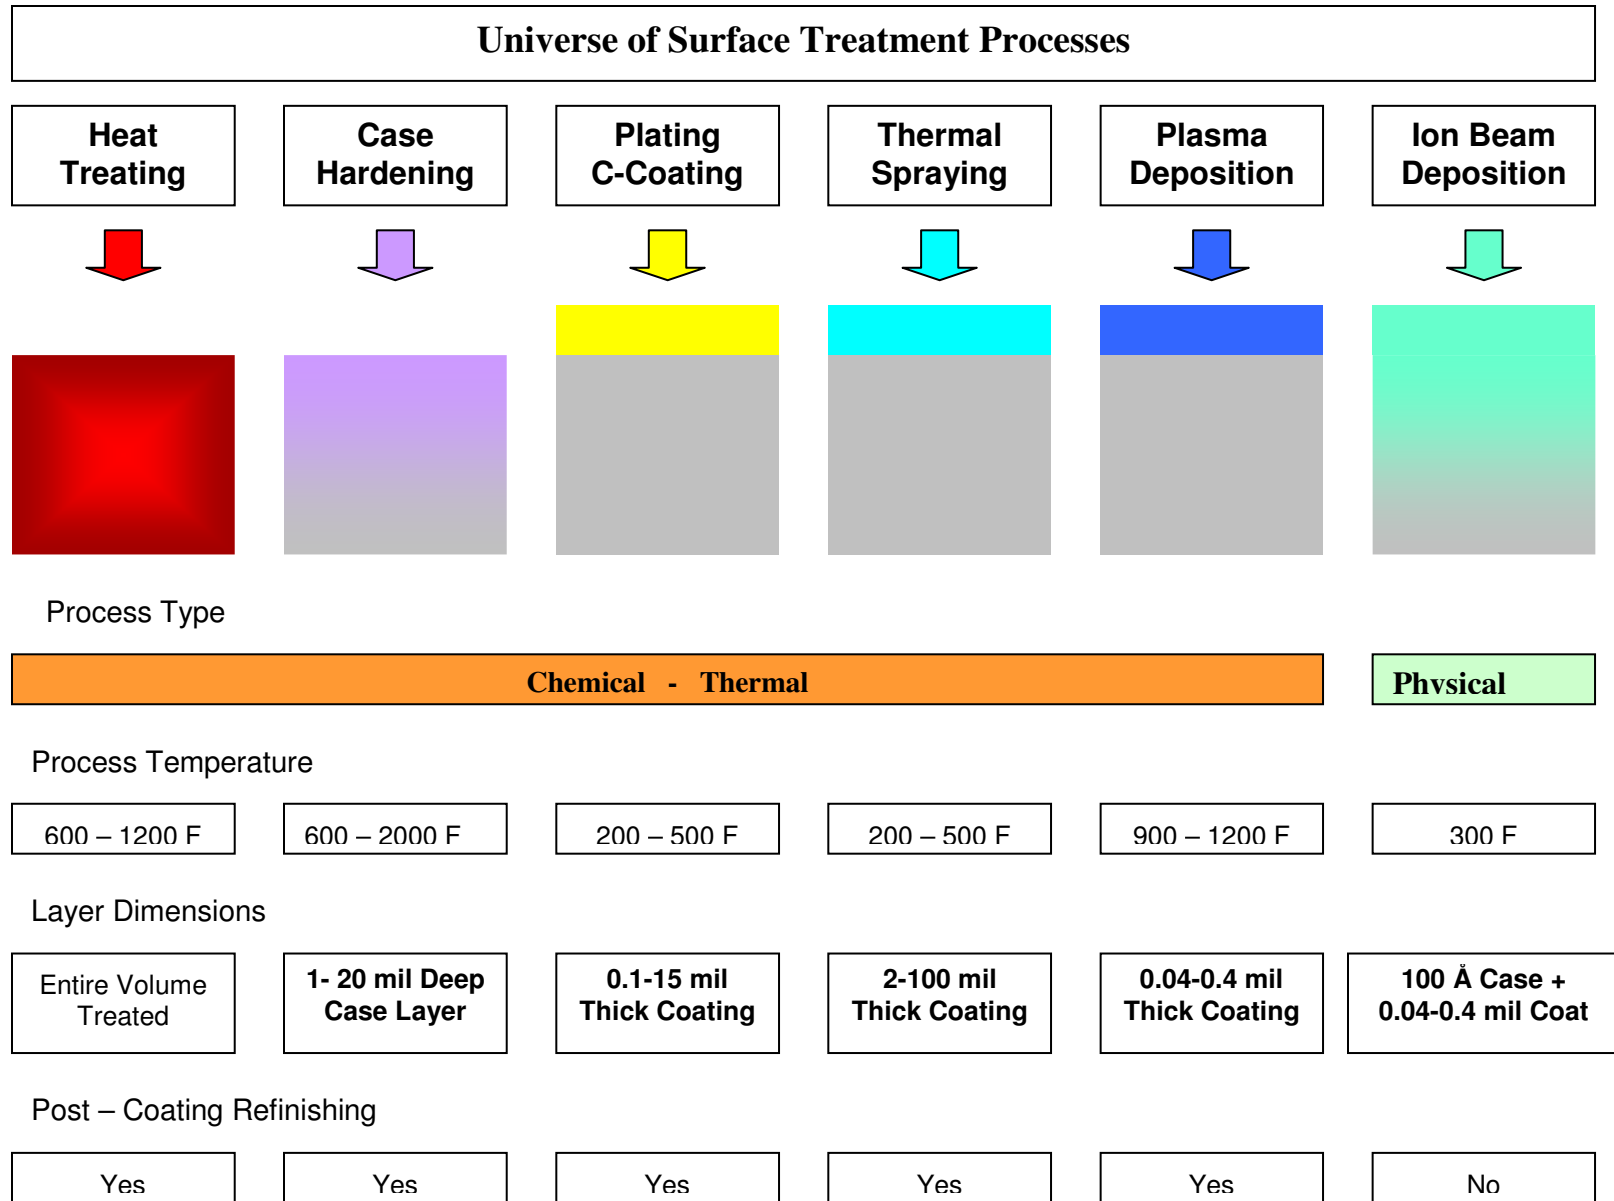 Universe of Surface Treatment Processes
Heat
Treating
Case
Hardening
Plating
C-Coating
Thermal
Spraying
Plasma
Deposition
Ion Beam
Deposition
Process Type
Chemical - Thermal
Physical
Process Temperature
600 – 1200 F
600 – 2000 F
200 – 500 F
200 – 500 F
900 – 1200 F
300 F
Layer Dimensions
Entire Volume
Treated
1- 20 mil Deep
Case Layer
0.1-15 mil
Thick Coating
2-100 mil
Thick Coating
0.04-0.4 mil
Thick Coating
100 Å Case +
0.04-0.4 mil Coat
Post – Coating Refinishing
Yes
Yes
Yes
Yes
Yes
No